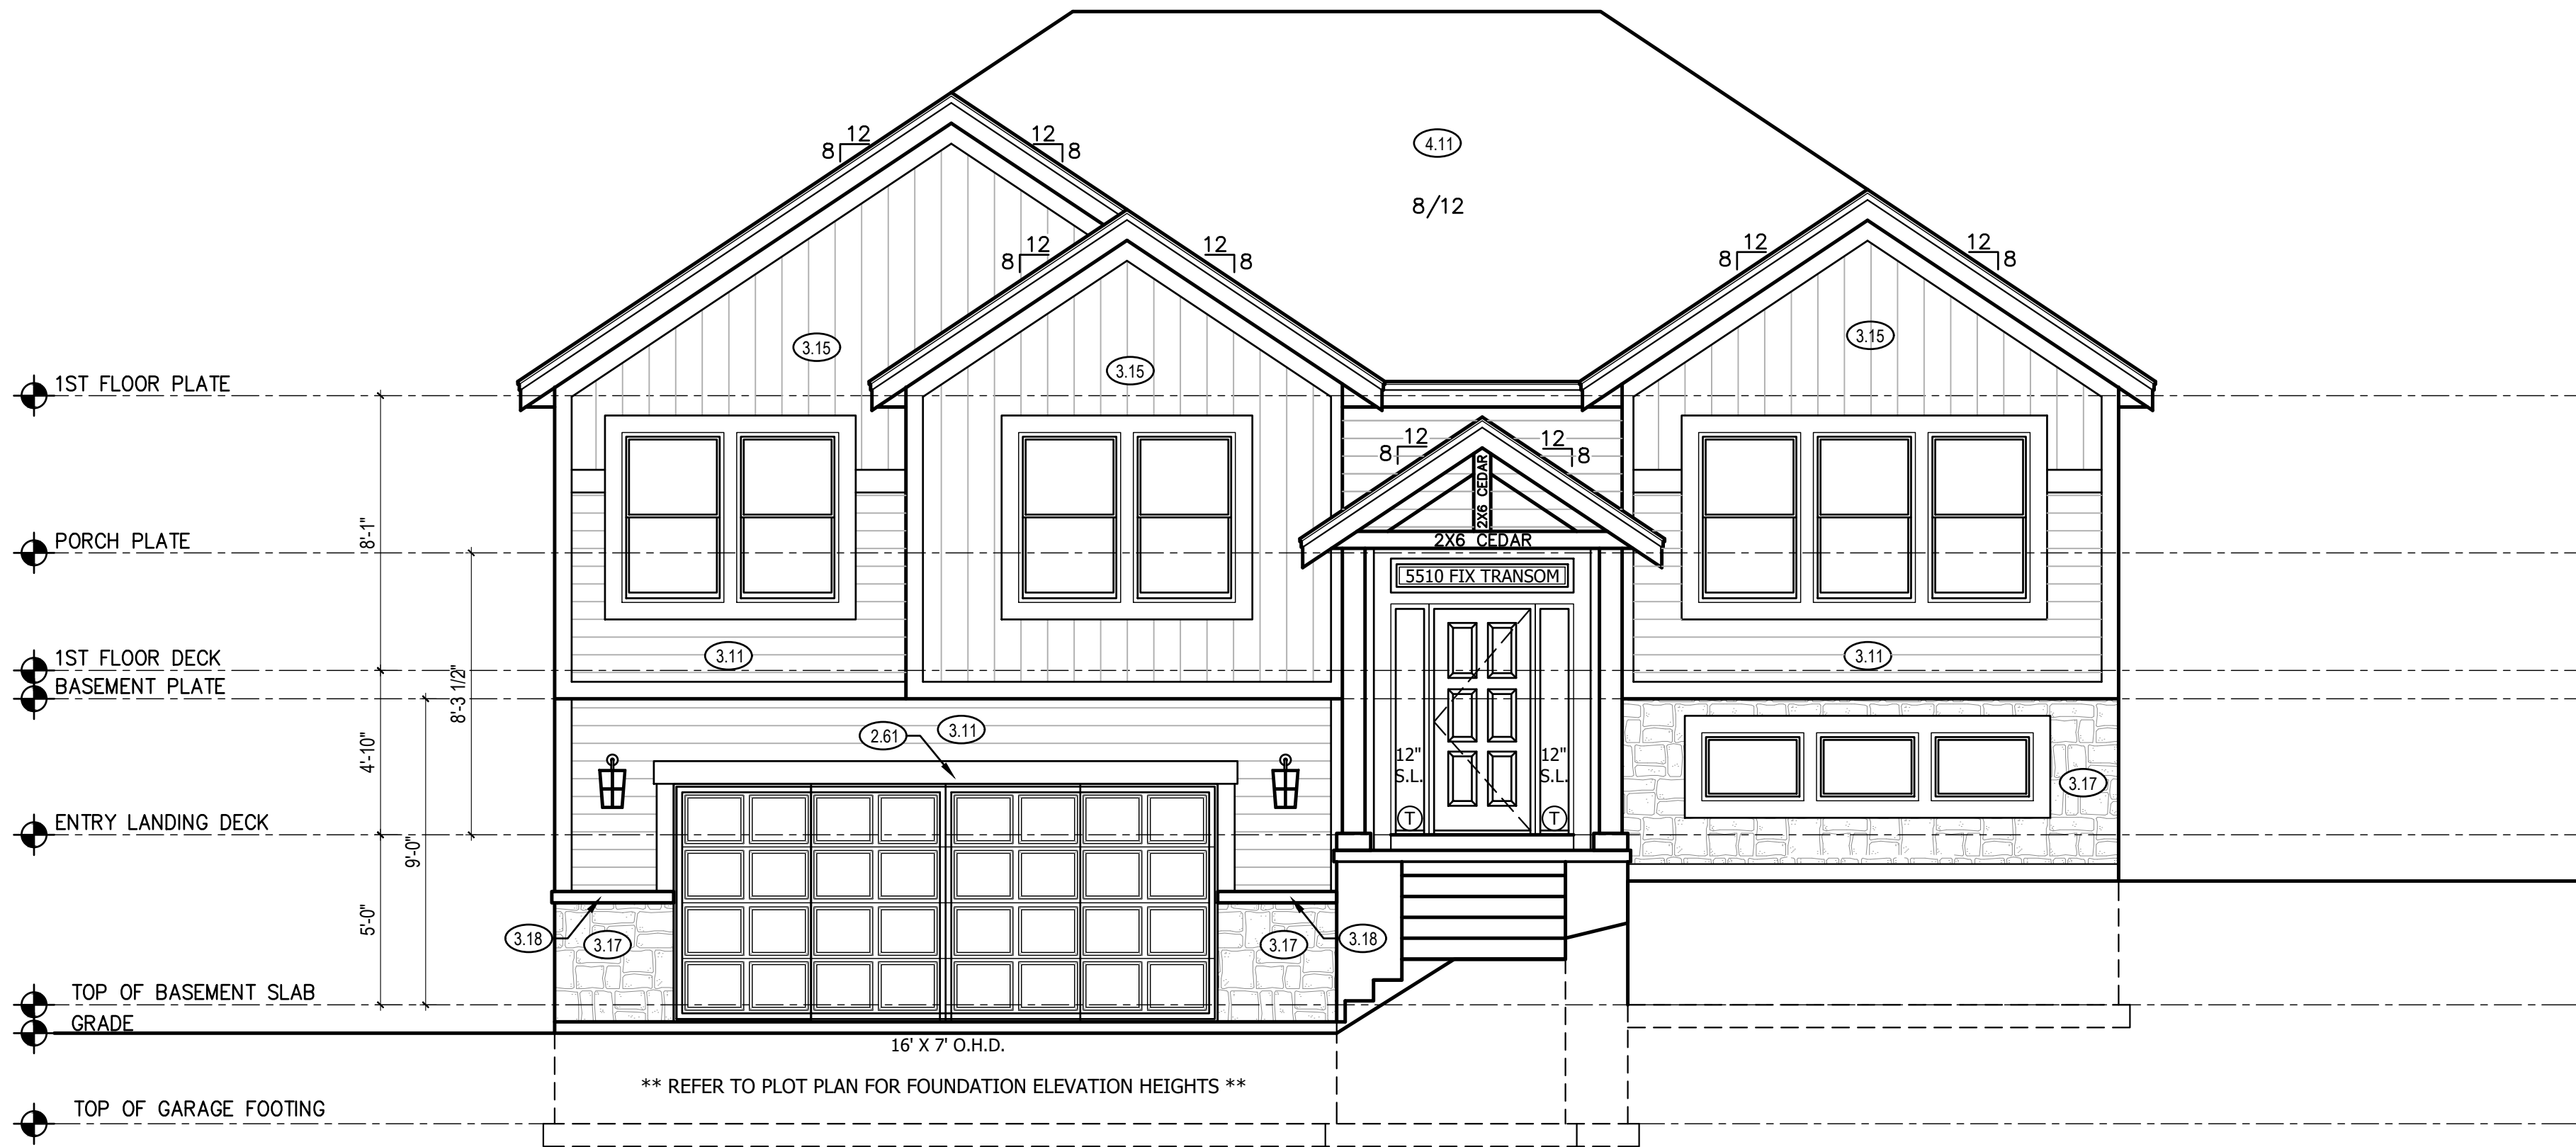 12
8
12
8
4.11
8/12
12
8
12
8
12
8
12
8
3.15
3.15
3.15
1ST FLOOR PLATE
12
8
12
8
2X6 CEDAR
8'-1"
PORCH PLATE
2X6 CEDAR
5510 FIX TRANSOM
1ST FLOOR DECK
3.11
3.11
BASEMENT PLATE
8'-3 1/2"
2.61
3.11
4'-10"
12"
S.L.
12"
S.L.
3.17
T
T
ENTRY LANDING DECK
9'-0"
5'-0"
3.18
3.17
3.17
3.18
TOP OF BASEMENT SLAB
GRADE
16' X 7' O.H.D.
** REFER TO PLOT PLAN FOR FOUNDATION ELEVATION HEIGHTS **
TOP OF GARAGE FOOTING